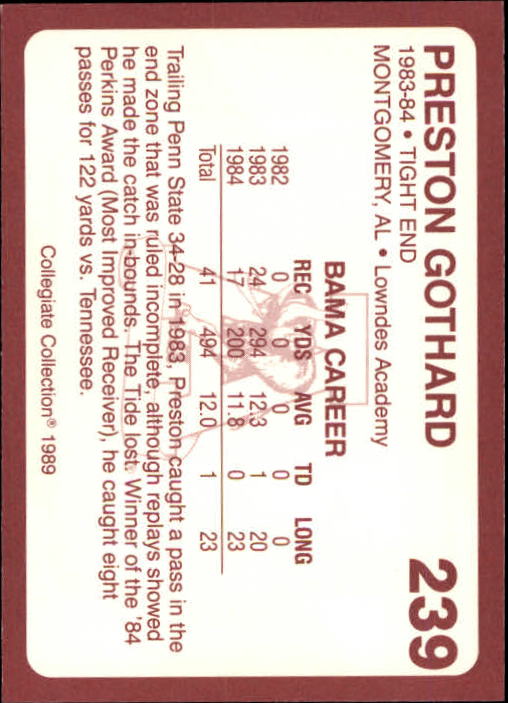 PRESTON GOTHARD 239
1983-84 • TIGHT END
MONTGOMERY, AL • Lowndes Academy
BAMA CAREER
REC YDS AVG TD LONG
1982 0 0 0 0 0
1983 24 294 12.3 1 20
1984 17 200 11.8 0 23
Total 41 494 12.0 1 23
Trailing Penn State 34-28 in 1983, Preston caught a pass in the
end zone that was ruled incomplete, although replays showed
he made the catch in-bounds. The Tide lost. Winner of the '84
Perkins Award (Most Improved Receiver), he caught eight
passes for 122 yards vs. Tennessee.
Collegiate Collection® 1989